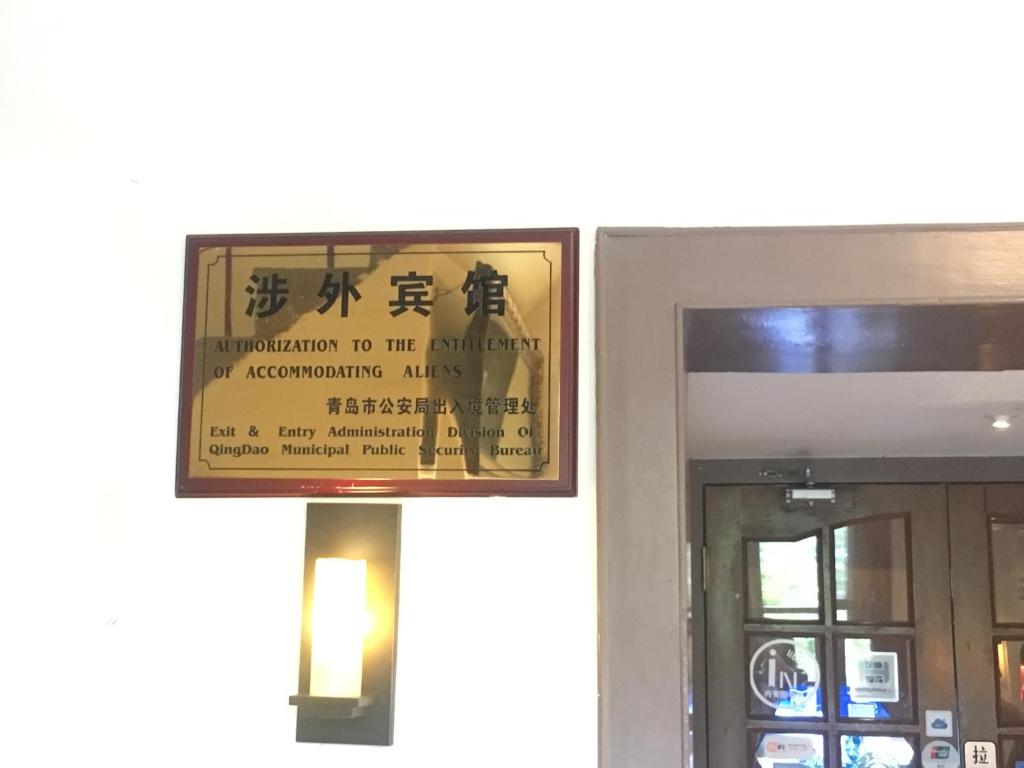 涉外宾馆
AUTHORIZATION TO THE ENTITLEMENT
OF ACCOMMODATING ALIENS
青岛市公安局出入境管理处
Exit & Entry Administration Division Of
QingDao Municipal Public Security Bureau
iN
拉